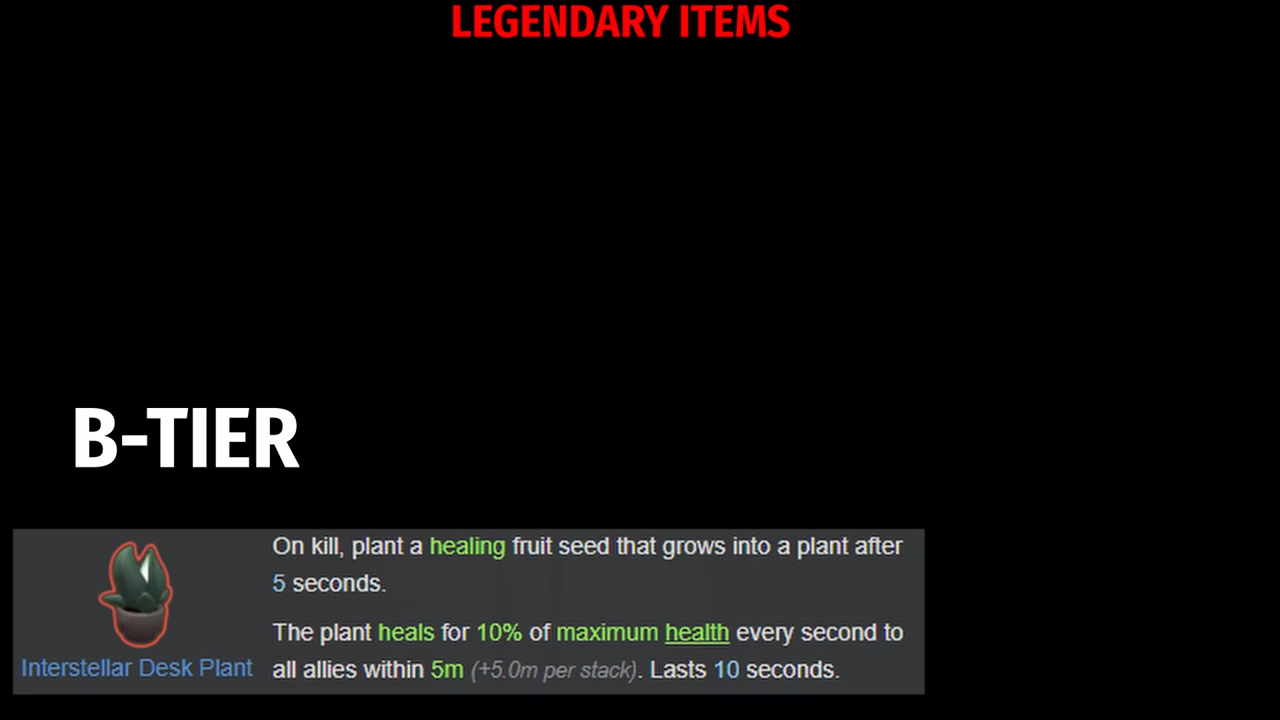 LEGENDARY ITEMS
B-TIER
On kill, plant a healing fruit seed that grows into a plant after
5 seconds.
The plant heals for 10% of maximum health every second to
all allies within 5m (+5.0m per stack). Lasts 10 seconds.
Interstellar Desk Plant